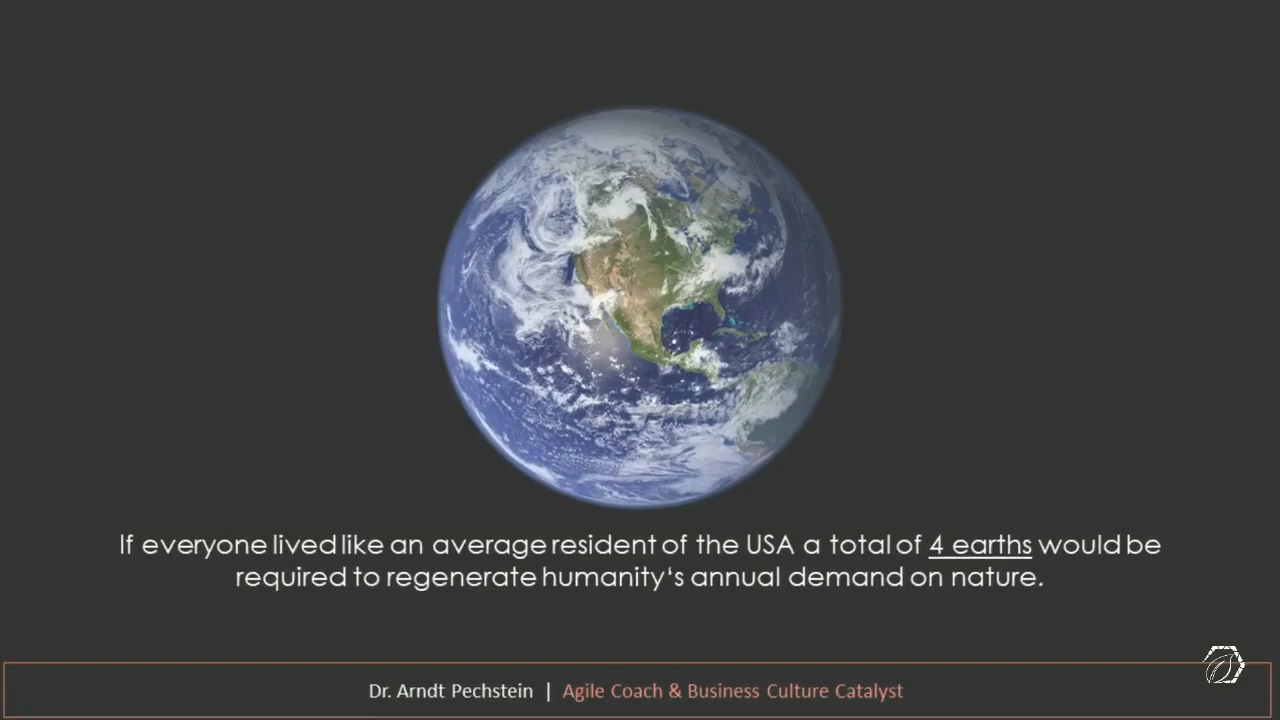 If everyone lived like an average resident of the USA a total of 4 earths would be
required to regenerate humanity‘s annual demand on nature.
Dr. Arndt Pechstein | Agile Coach & Business Culture Catalyst